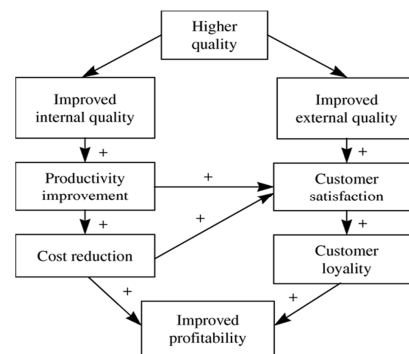 Higher
quality
Improved
internal quality
Improved
external quality
+
+
Productivity
improvement
+
Customer
satisfaction
+
+
+
Cost reduction
Customer
loyality
+
+
Improved
profitability